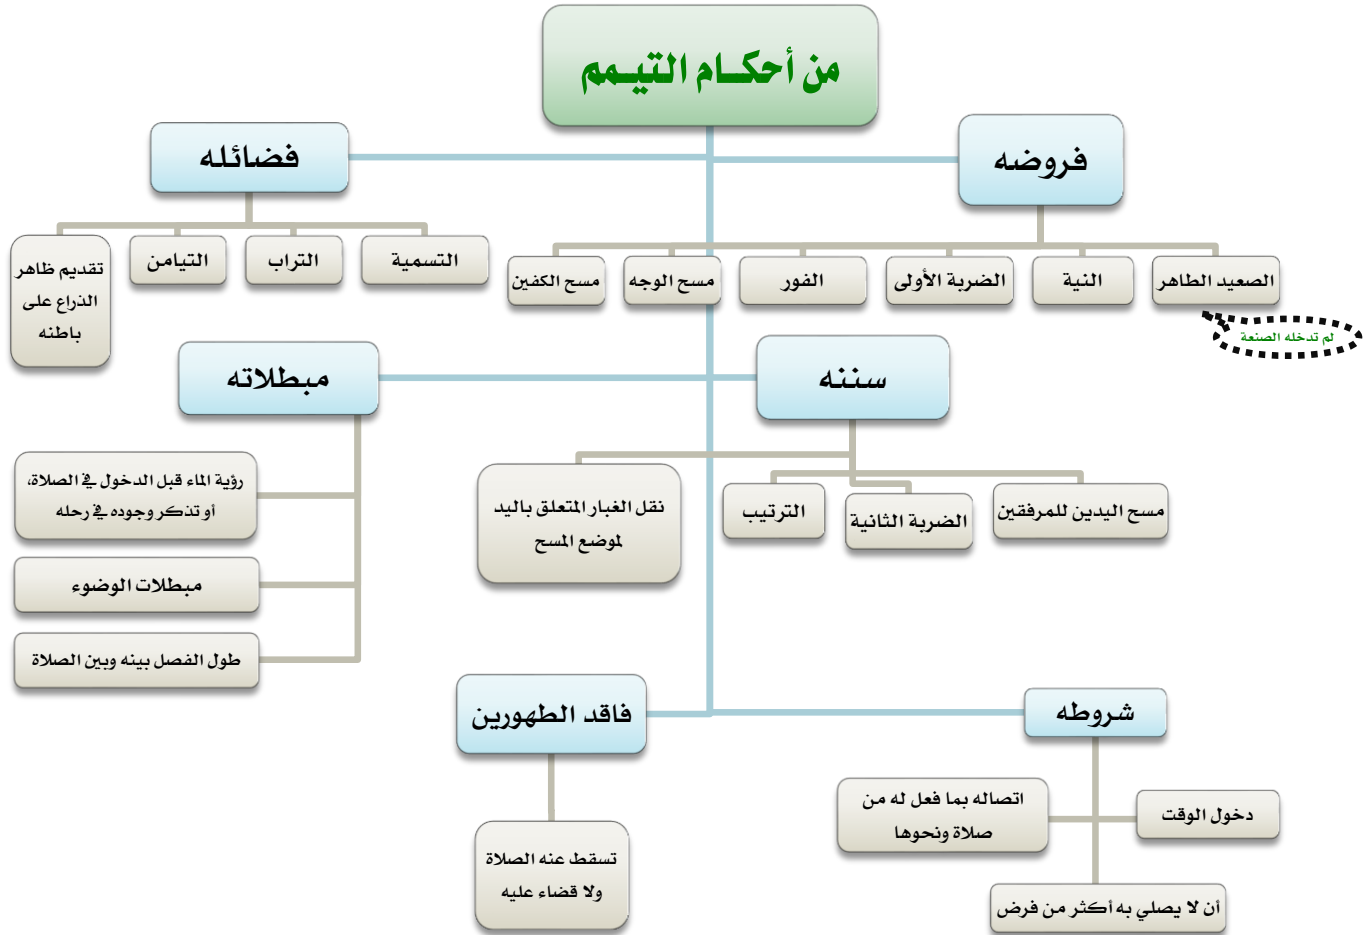 من أحكام التيمم
فروضه
الصعيد الطاهر
لم تدخله الصنعة
النية
الضربة الأولى
الفور
مسح الوجه
مسح الكفين
فضائله
التسمية
التراب
التيامن
تقديم ظاهر
الذراع على
باطنه
سننه
مسح اليدين للمرفقين
الضربة الثانية
الترتيب
نقل الغبار المتعلق باليد
لموضع المسح
مبطلاته
رؤية الماء قبل الدخول في الصلاة،
أو تذكر وجوده في رحله
مبطلات الوضوء
طول الفصل بينه وبين الصلاة
شروطه
دخول الوقت
اتصاله بما فعل له من
صلاة ونحوها
أن لا يصلي به أكثر من فرض
فاقد الطهورين
تسقط عنه الصلاة
ولا قضاء عليه